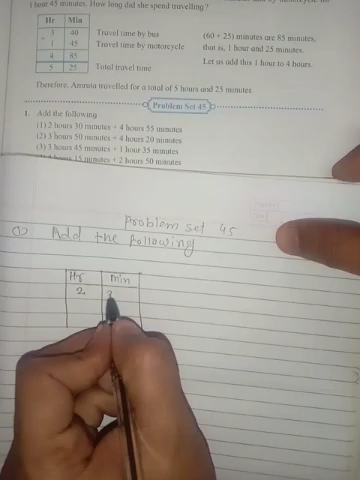 1 hour 45 minutes. How long did she spend travelling ?
Hr Min
3 40 Travel time by bus
+ 1 45 Travel time by motorcycle
4 85
5 25 Total travel time
(60 + 25) minutes are 85 minutes,
that is, 1 hour and 25 minutes.
Let us add this 1 hour to 4 hours.
Therefore, Amruta travelled for a total of 5 hours and 25 minutes.
Problem Set 45
1. Add the following
(1) 2 hours 30 minutes + 4 hours 55 minutes
(2) 3 hours 50 minutes + 4 hours 20 minutes
(3) 3 hours 45 minutes + 1 hour 35 minutes
4 hours 15 minutes + 2 hours 50 minutes
Problem set 45
① Add the following
Hr min
2 3